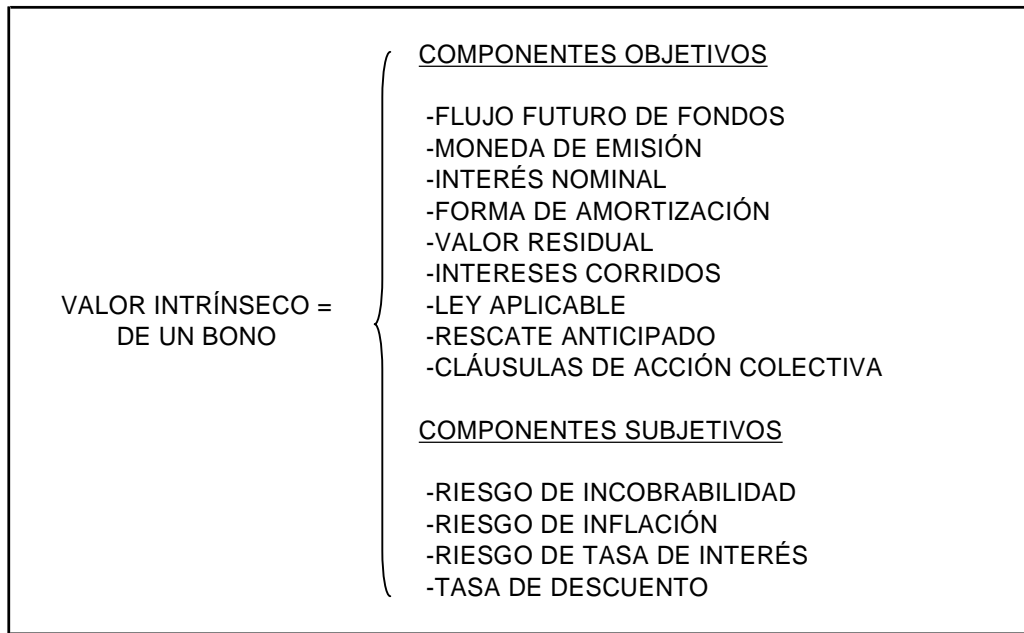 COMPONENTES OBJETIVOS
-FLUJO FUTURO DE FONDOS
-MONEDA DE EMISIÓN
-INTERÉS NOMINAL
-FORMA DE AMORTIZACIÓN
-VALOR RESIDUAL
-INTERESES CORRIDOS
VALOR INTRÍNSECO =
DE UN BONO
-LEY APLICABLE
-RESCATE ANTICIPADO
-CLÁUSULAS DE ACCIÓN COLECTIVA
COMPONENTES SUBJETIVOS
-RIESGO DE INCOBRABILIDAD
-RIESGO DE INFLACIÓN
-RIESGO DE TASA DE INTERÉS
-TASA DE DESCUENTO